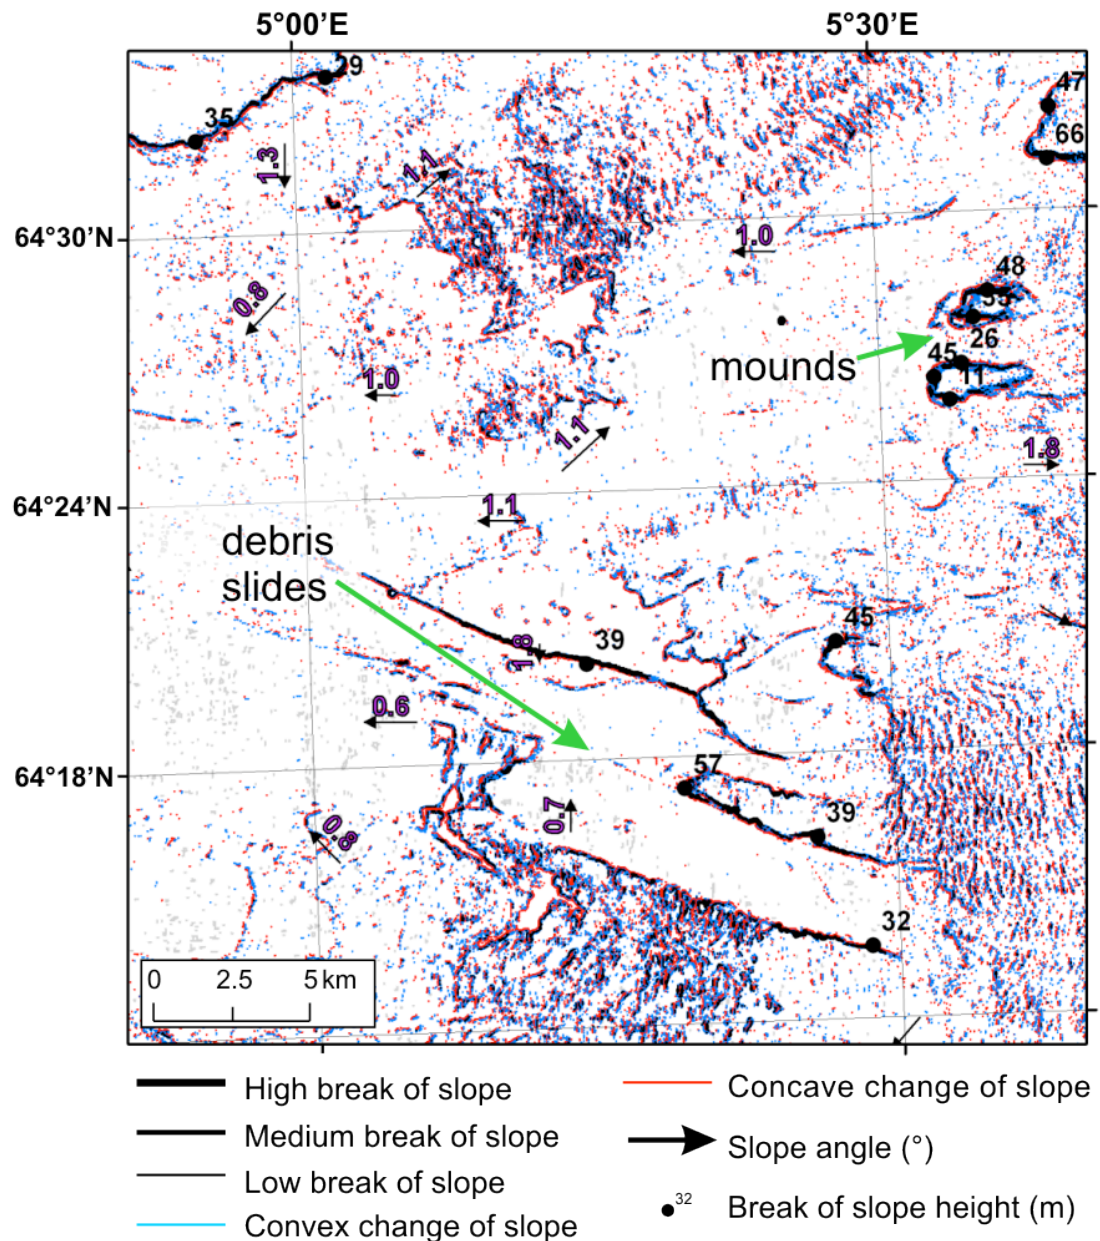 5°00’E 5°30’E
29
47
35
66
1.3
1.1
64°30’N
1.0
48
0.8
35
26
mounds
45
1.0
11
1.1
1.8
64°24’N
1.1
debris
slides
45
1.8
39
0.6
57
64°18’N
0.7
39
0.8
32
0 2.5 5 km
High break of slope
Medium break of slope
Low break of slope
Convex change of slope
Concave change of slope
Slope angle (°)
32
Break of slope height (m)